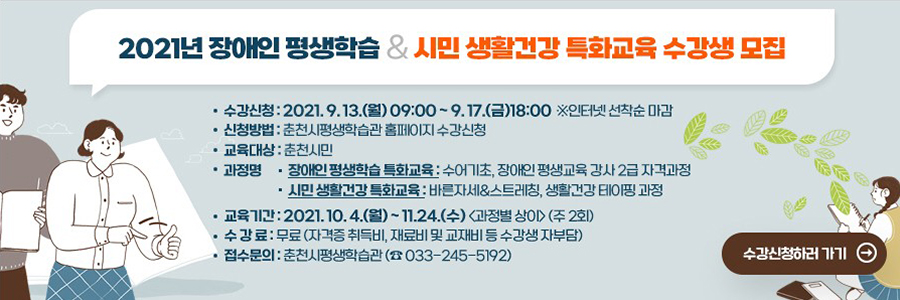 2021년 장애인 평생학습 & 시민 생활건강 특화교육 수강생 모집
• 수강신청 : 2021. 9. 13.(월) 09:00 ~ 9. 17.(금)18:00 ※인터넷 선착순 마감
• 신청방법 : 춘천시평생학습관 홈페이지 수강신청
• 교육대상 : 춘천시민
• 과정명 • 장애인 평생학습 특화교육 : 수어기초, 장애인 평생교육 강사 2급 자격과정
• 시민 생활건강 특화교육 : 바른자세&스트레칭, 생활건강 테이핑 과정
• 교육기간 : 2021. 10. 4.(월) ~ 11.24.(수) <과정별 상이> (주 2회)
• 수 강 료 : 무료 (자격증 취득비, 재료비 및 교재비 등 수강생 자부담)
• 접수문의 : 춘천시평생학습관 (☎ 033-245-5192)
수강신청하러 가기